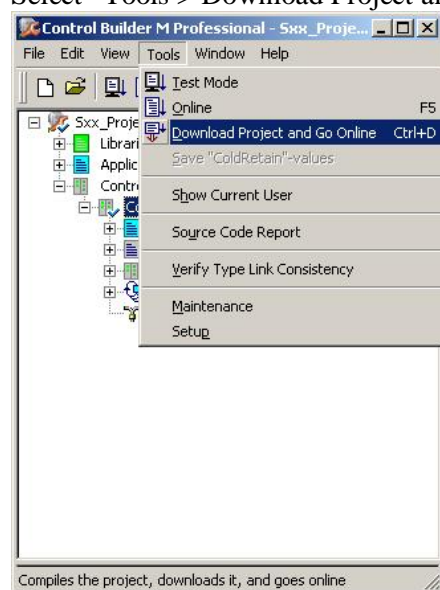 Select "Tools > Download Project an
Control Builder M Professional - Sxx_Proje...
File Edit View Tools Window Help
Test Mode
Online F5
Download Project and Go Online Ctrl+D
Save "ColdRetain"-values
Show Current User
Source Code Report
Verify Type Link Consistency
Maintenance
Setup
Sxx_Proje
Librari
Applic
Contr
Co
Compiles the project, downloads it, and goes online